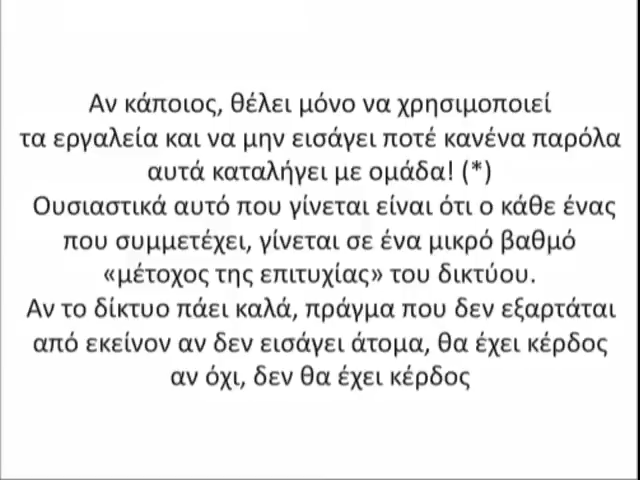 Αν κάποιος, θέλει μόνο να χρησιμοποιεί
τα εργαλεία και να μην εισάγει ποτέ κανένα παρόλα
αυτά καταλήγει με ομάδα! (*)
Ουσιαστικά αυτό που γίνεται είναι ότι ο κάθε ένας
που συμμετέχει, γίνεται σε ένα μικρό βαθμό
«μέτοχος της επιτυχίας» του δικτύου.
Αν το δίκτυο πάει καλά, πράγμα που δεν εξαρτάται
από εκείνον αν δεν εισάγει άτομα, θα έχει κέρδος
αν όχι, δεν θα έχει κέρδος